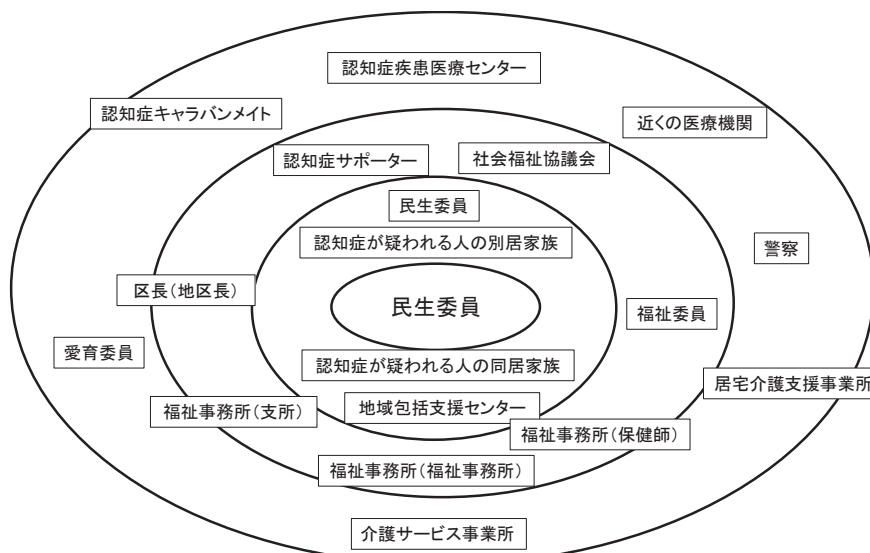 認知症疾患医療センター
認知症キャラバンメイト
近くの医療機関
認知症サポーター
社会福祉協議会
民生委員
認知症が疑われる人の別居家族
警察
区長(地区長)
民生委員
福祉委員
愛育委員
認知症が疑われる人の同居家族
居宅介護支援事業所
福祉事務所(支所)
地域包括支援センター
福祉事務所(保健師)
福祉事務所(福祉事務所)
介護サービス事業所